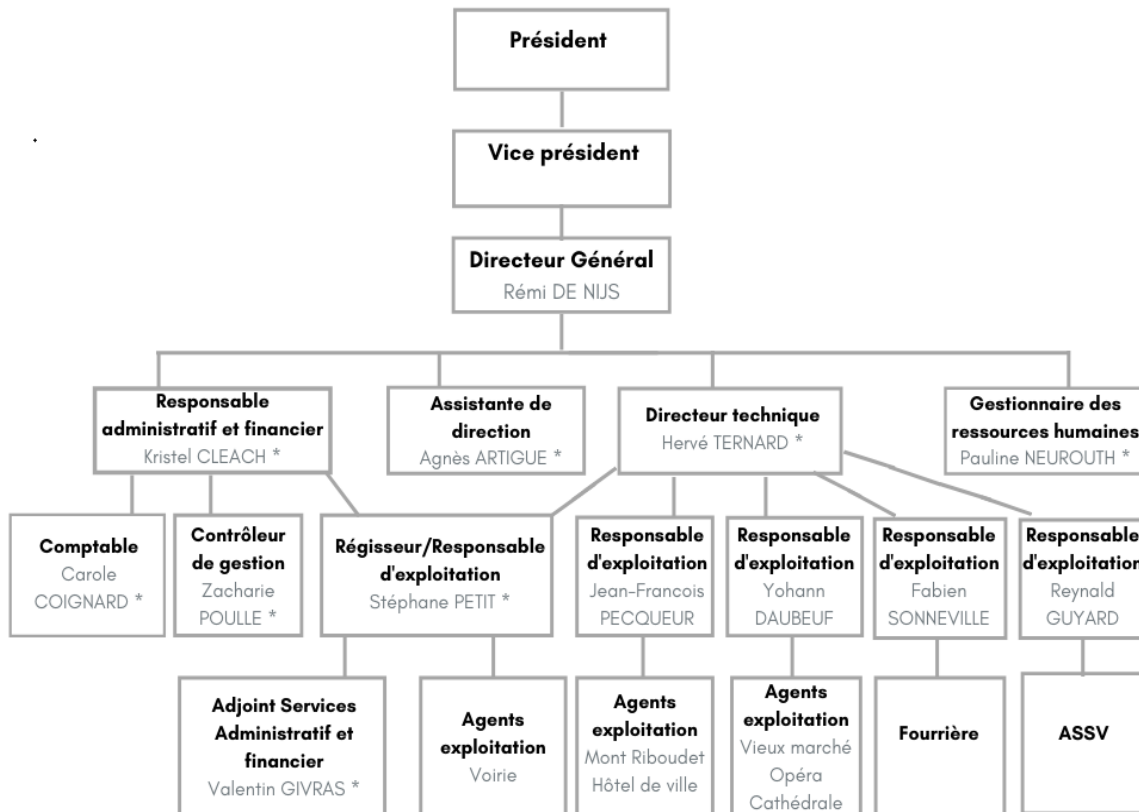 Président
Vice président
Directeur Général
Rémi DE NIJS
Responsable
administratif et financier
Kristel CLEACH *
Assistante de
direction
Agnès ARTIGUE *
Directeur technique
Hervé TERNARD *
Gestionnaire des
ressources humaines
Pauline NEUROUTH *
Comptable
Carole
COIGNARD *
Contrôleur
de gestion
Zacharie
POULLE *
Régisseur/Responsable
d'exploitation
Stéphane PETIT *
Responsable
d'exploitation
Jean-Francois
PECQUEUR
Responsable
d'exploitation
Yohann
DAUBEUF
Responsable
d'exploitation
Fabien
SONNEVILLE
Responsable
d'exploitation
Reynald
GUYARD
Adjoint Services
Administratif et
financier
Valentin GIVRAS *
Agents
exploitation
Voirie
Agents
exploitation
Mont Riboudet
Hôtel de ville
Agents
exploitation
Vieux marché
Opéra
Cathédrale
Fourrière
ASSV